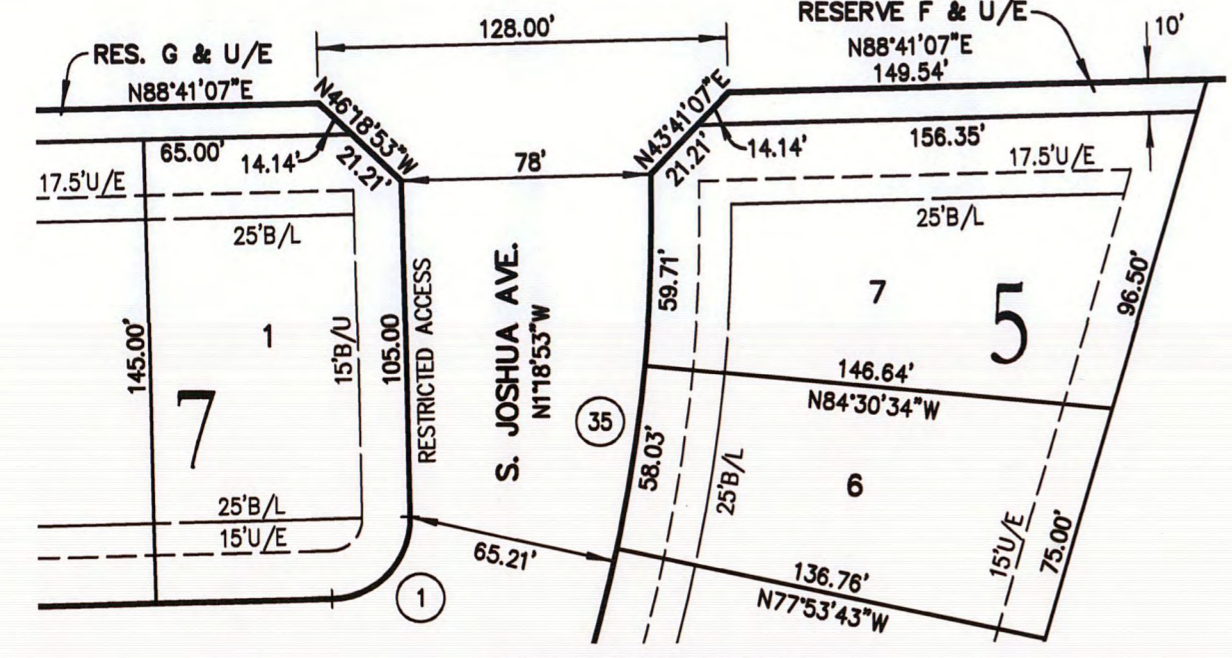 RESERVE F & U/E
128.00'
10'
RES. G & U/E
N88°41'07"E
149.54'
N88°41'07"E
N46°18'53"W
N43°41'07"E
65.00'
14.14'
21.21'
78'
21.21'
14.14'
156.35'
17.5'U/E
17.5'U/E
25'B/L
25'B/L
145.00'
1
7
15'B/U
105.00
RESTRICTED ACCESS
S. JOSHUA AVE.
N1°18'53"W
59.71'
7
5
96.50'
146.64'
N84°30'34"W
35
58.03'
25'B/L
6
25'B/L
15'U/E
65.21'
1
136.76'
N77°53'43"W
15'U/E
75.00'